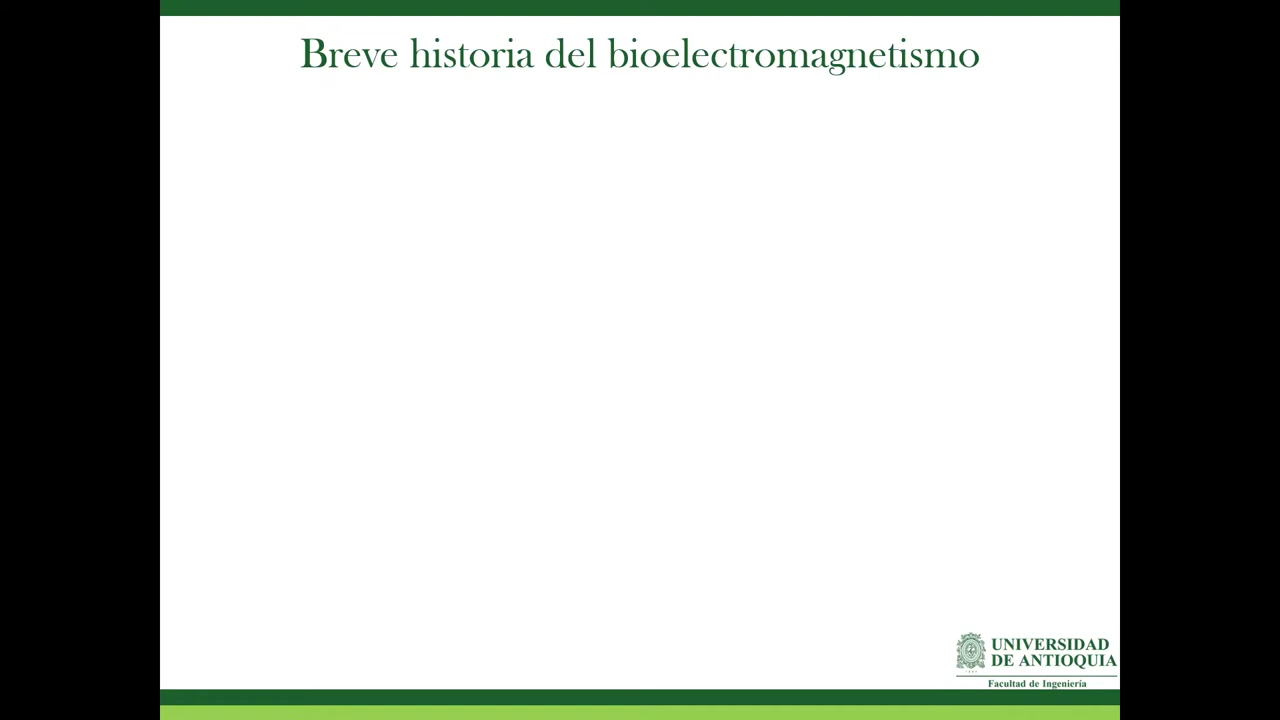 Breve historia del bioelectromagnetismo
UNIVERSIDAD
DE ANTIOQUIA
Facultad de Ingeniería